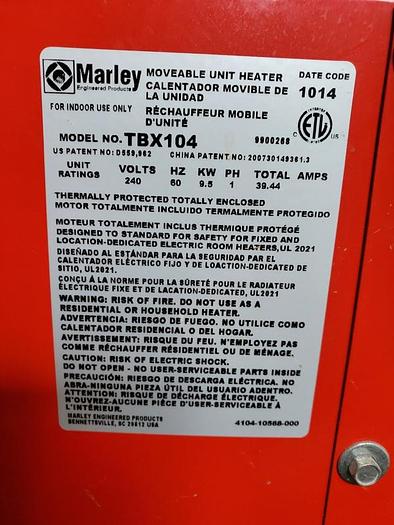 Marley
Engineered Products
MOVEABLE UNIT HEATER
CALENTADOR MOVIBLE DE
LA UNIDAD
RÉCHAUFFEUR MOBILE
D'UNITÉ
DATE CODE
1014
FOR INDOOR USE ONLY
MODEL NO. TBX104
9900268
ETL
US
US PATENT NO: D559,962 CHINA PATENT NO: 200730149361.3
UNIT RATINGS VOLTS HZ KW PH TOTAL AMPS
240 60 9.5 1 39.44
THERMALLY PROTECTED TOTALLY ENCLOSED
MOTOR TOTALMENTE INCLUIDO TERMALMENTE PROTEGIDO
MOTEUR TOTALEMENT INCLUS THERMIQUE PROTÉGÉ
DESIGNED TO STANDARD FOR SAFETY FOR FIXED AND
LOCATION-DEDICATED ELECTRIC ROOM HEATERS, UL 2021
DISEÑADO AL ESTÁNDAR PARA LA SEGURIDAD PAR EL
CALENTADOR ELÉCTRICO FIJO Y DE LOACTION-DEDICATED DE
SITIO, UL2021.
CONÇU À LA NORME POUR LA SÛRETÉ POUR LE RADIATEUR
ÉLECTRIQUE FIXE ET DE LACATION-DEDICATED, UL2021
WARNING: RISK OF FIRE. DO NOT USE AS A
RESIDENTIAL OR HOUSEHOLD HEATER.
ADVERTENCIA: RIESGO DE FUEGO. NO UTILICE COMO
CALENTADOR RESIDENCIAL O DEL HOGAR.
AVERTISSEMENT: RISQUE DU FEU. N'EMPLOYEZ PAS
COMME RÉCHAUFFER RÉSIDENTIEL OU DE MÉNAGE.
CAUTION: RISK OF ELECTRIC SHOCK.
DO NOT OPEN - NO USER-SERVICEABLE PARTS INSIDE
PRECAUCIÓN: RIESGO DE DESCARGA ELÉCTRICA. NO
ABRA-NINGUNA PIEZA ÚTIL DEL USUARIO ADENTRO.
ATTENTION: RISQUE DE DÉCHARGE ÉLECTRIQUE.
N'OUVREZ-AUCUNE PIÈCE D'USER-SERVICEABLE À
L'INTÉRIEUR.
MARLEY ENGINEERED PRODUCTS
BENNETTSVILLE, SC 29512 USA
4104-10568-000